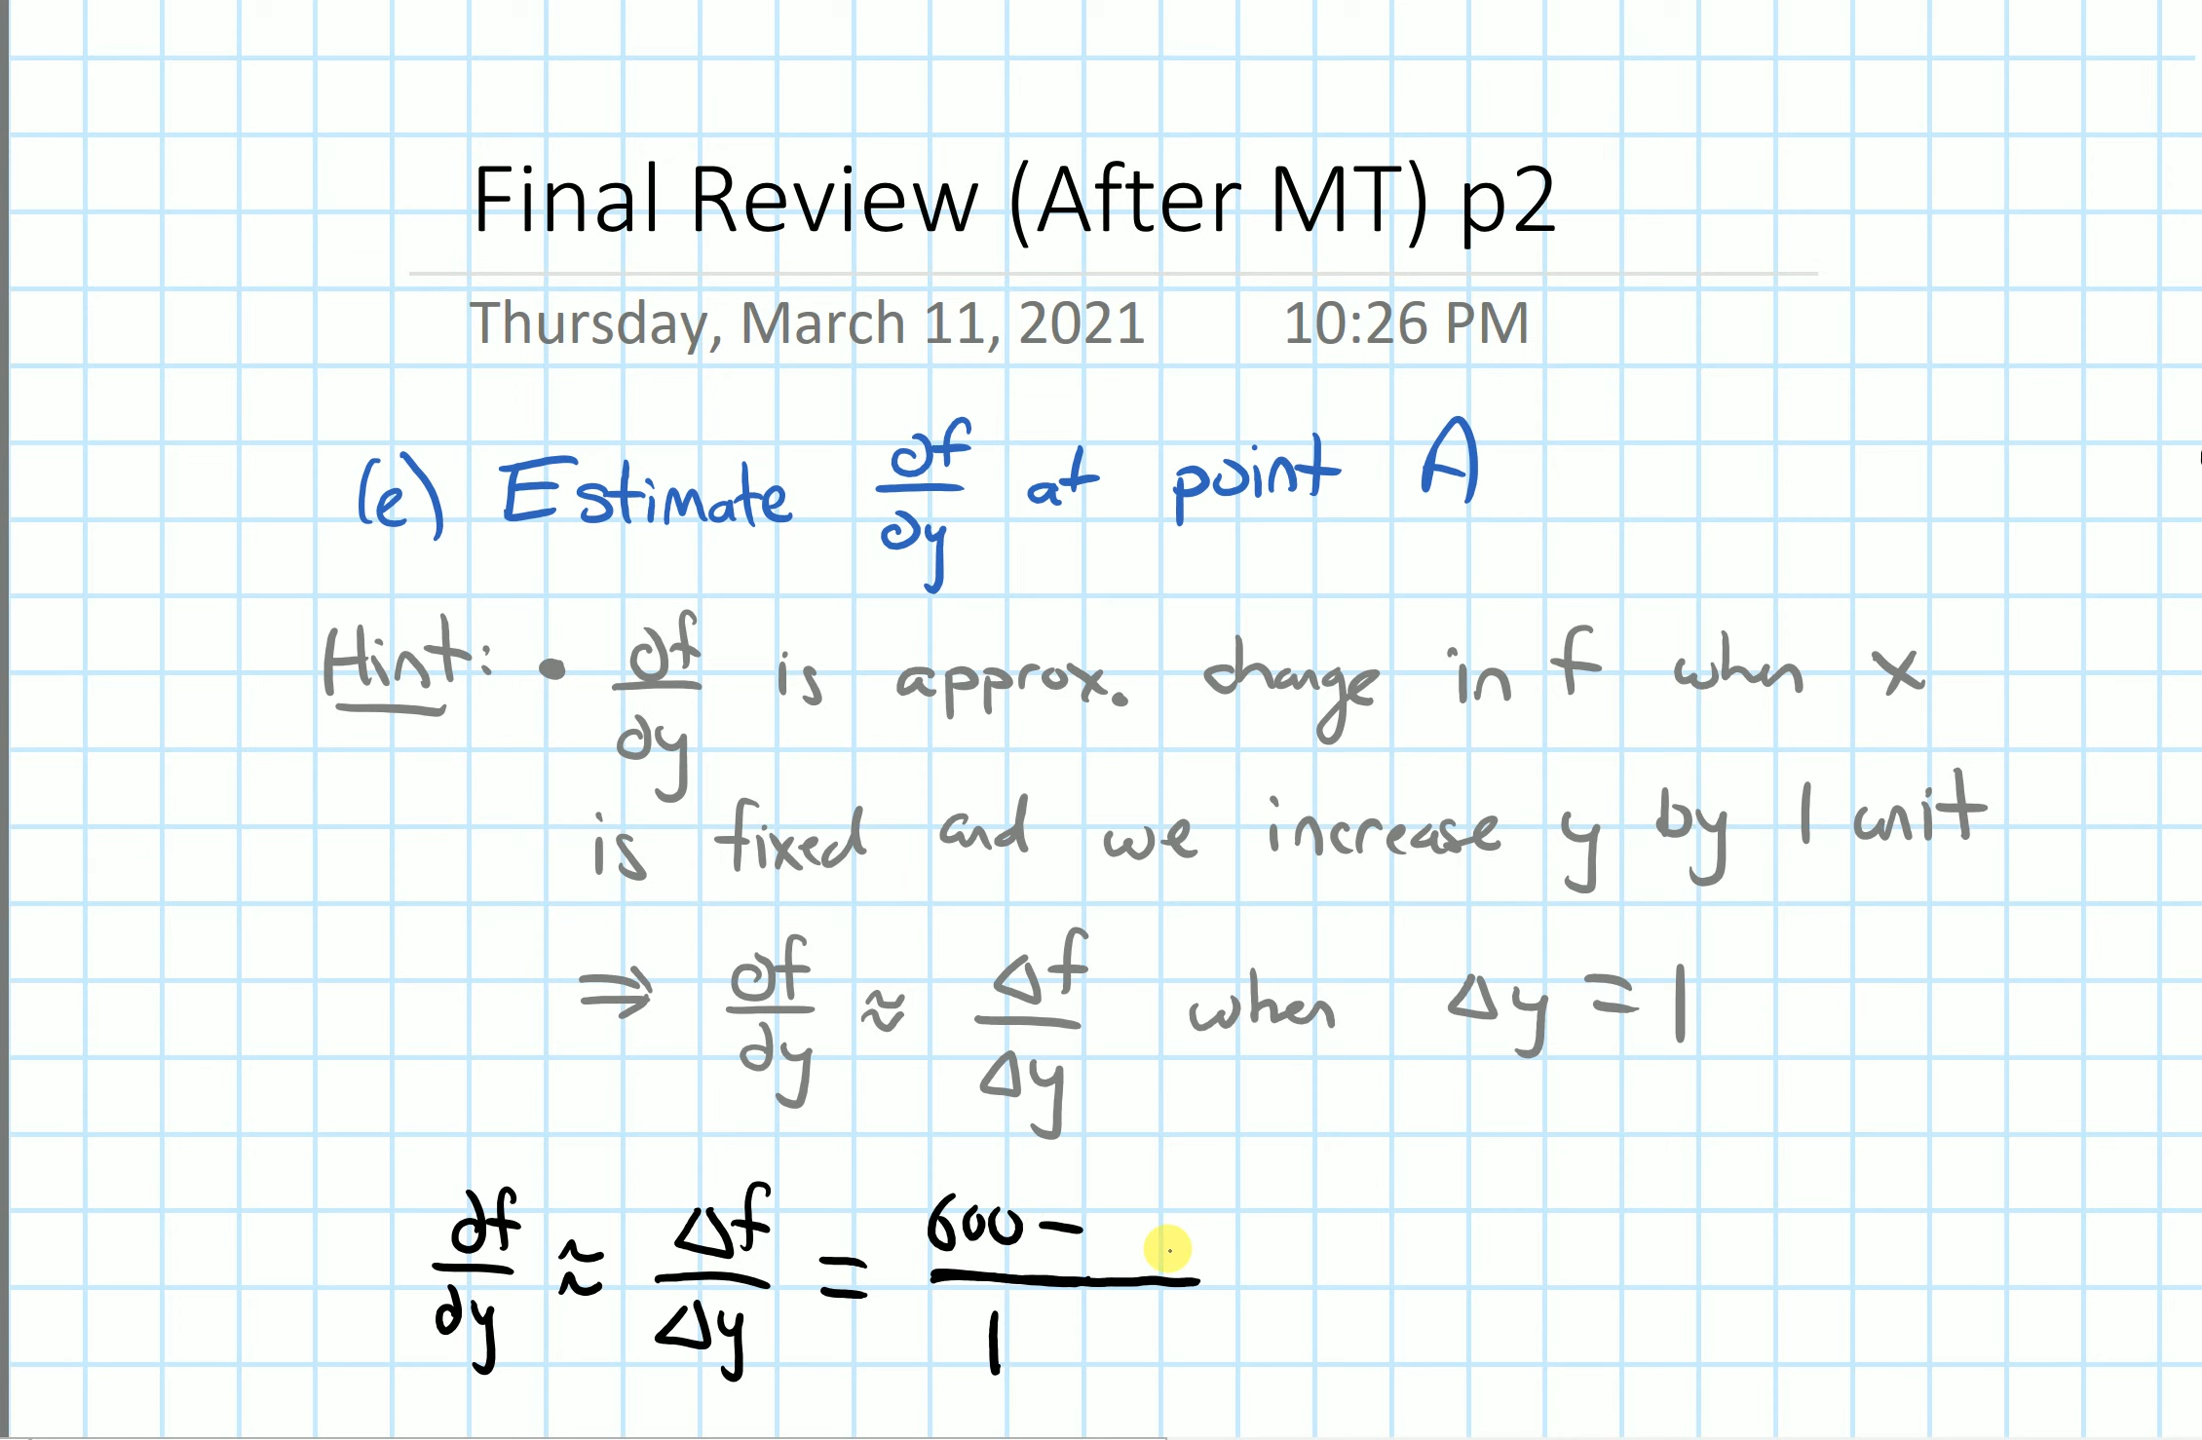 Final Review (After MT) p2
Thursday, March 11, 2021 10:26 PM
(e) Estimate ∂f/∂y at point A
Hint: • ∂f/∂y is approx. change in f when x
is fixed and we increase y by 1 unit
⇒ ∂f/∂y ≈ Δf/Δy when Δy = 1
∂f/∂y ≈ Δf/Δy = 600 – /1